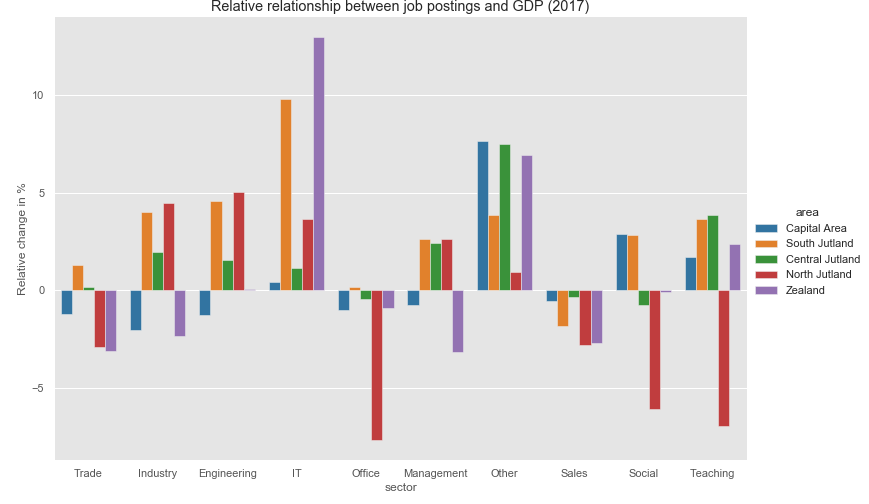 Relative relationship between job postings and GDP (2017)
10
5
0
−5
Relative change in %
Trade Industry Engineering IT Office Management Other Sales Social Teaching
sector
area
Capital Area
South Jutland
Central Jutland
North Jutland
Zealand